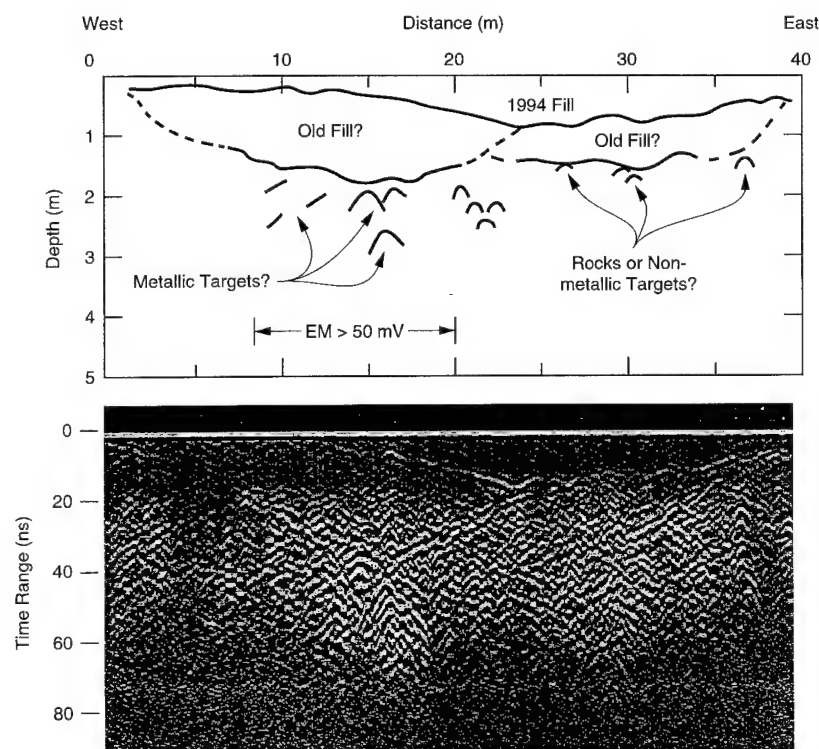 West Distance (m) East
0 10 20 30 40
1994 Fill
Old Fill?
Old Fill?
1
2
3
4
5
Depth (m)
Metallic Targets?
Rocks or Non-
metallic Targets?
EM > 50 mV
0
20
40
60
80
Time Range (ns)